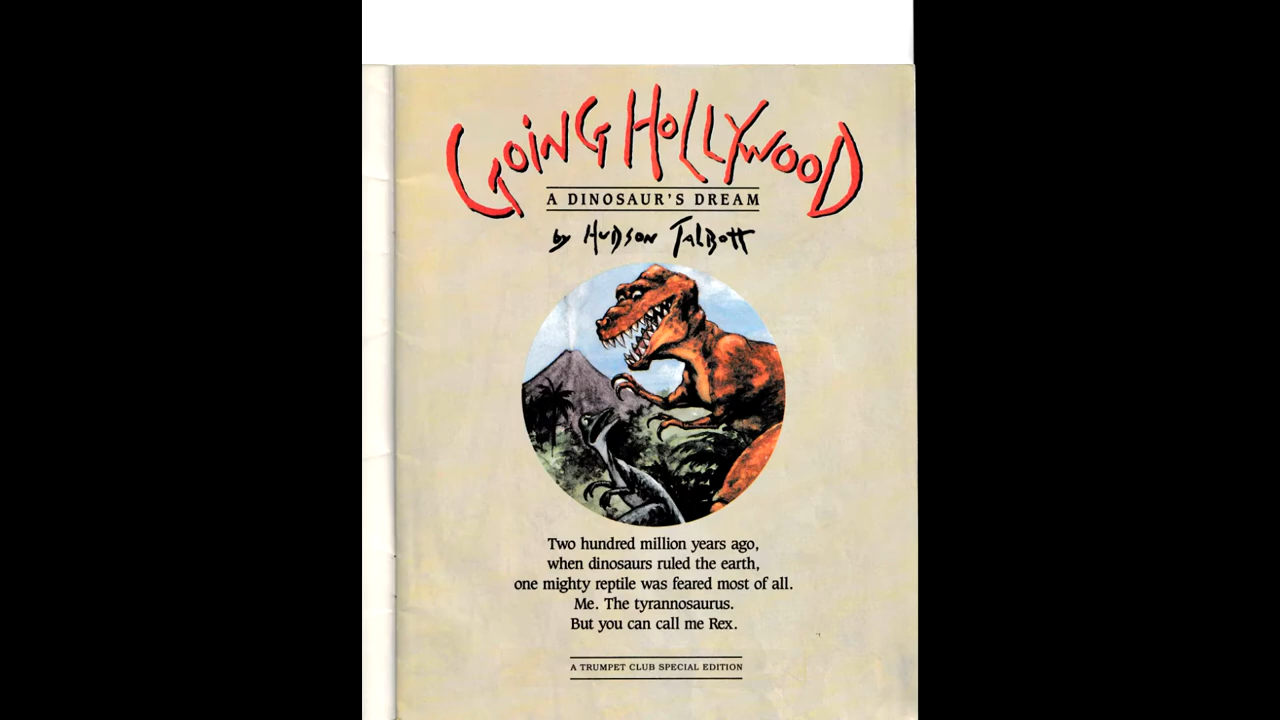 GOING HOLLYWOOD
A DINOSAUR'S DREAM
by HUDSON TALBOTT
Two hundred million years ago,
when dinosaurs ruled the earth,
one mighty reptile was feared most of all.
Me. The tyrannosaurus.
But you can call me Rex.
A TRUMPET CLUB SPECIAL EDITION